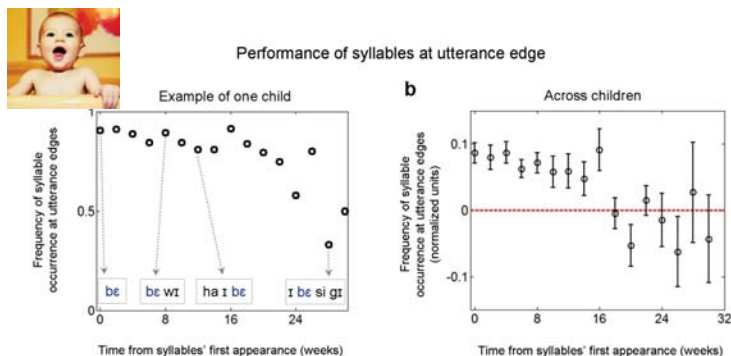 Performance of syllables at utterance edge
Example of one child
Frequency of syllable
occurrence at utterance edges
1
0.5
0
bɛ
bɛ wɪ
ha ɪ bɛ
ɪ bɛ si gɪ
0
8
16
24
Time from syllables' first appearance (weeks)
b
Across children
Frequency of syllable
occurrence at utterance edges
(normalized units)
0.1
0
-0.1
0
8
16
24
32
Time from syllables' first appearance (weeks)